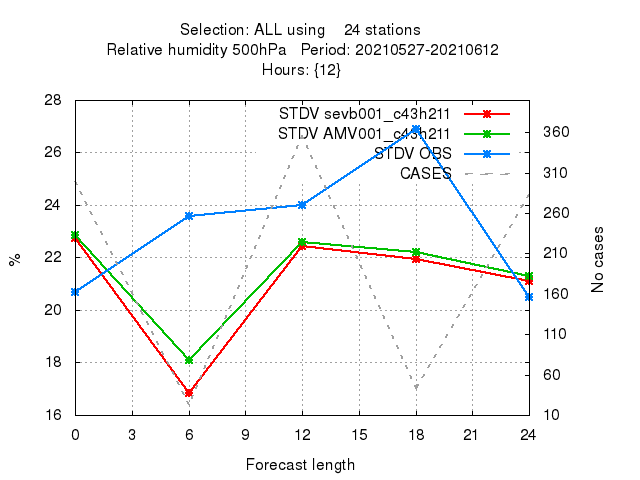 Selection: ALL using    24 stations
Relative humidity 500hPa   Period: 20210527-20210612
Hours: {12}
STDV sevb001_c43h211
STDV AMV001_c43h211
STDV OBS
CASES
28
26
24
22
20
18
16
%
360
310
260
210
160
110
60
10
No cases
0 3 6 9 12 15 18 21 24
Forecast length